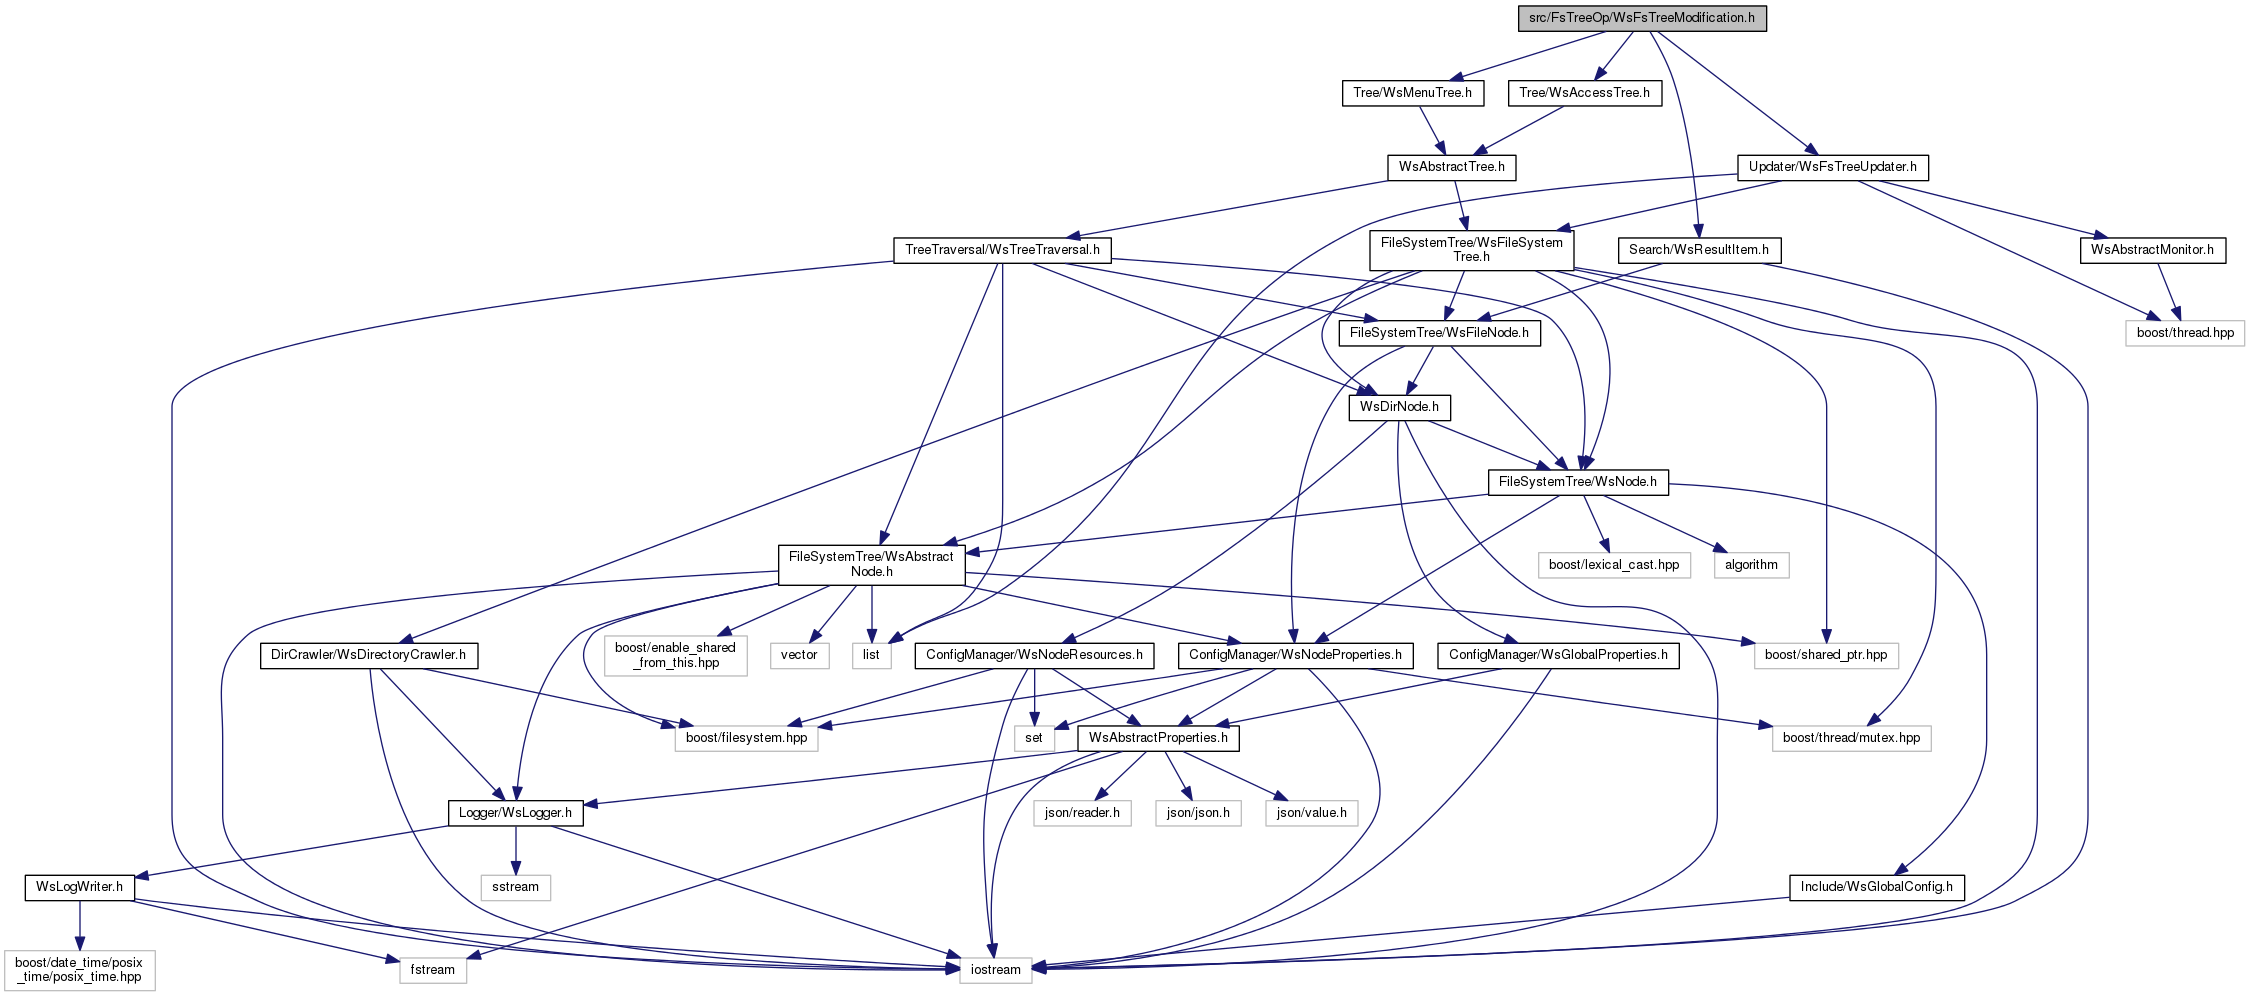 src/FsTreeOp/WsFsTreeModification.h
Tree/WsMenuTree.h
Tree/WsAccessTree.h
WsAbstractTree.h
Updater/WsFsTreeUpdater.h
TreeTraversal/WsTreeTraversal.h
FileSystemTree/WsFileSystem
Tree.h
Search/WsResultItem.h
WsAbstractMonitor.h
FileSystemTree/WsFileNode.h
boost/thread.hpp
WsDirNode.h
FileSystemTree/WsNode.h
FileSystemTree/WsAbstract
Node.h
boost/lexical_cast.hpp
algorithm
DirCrawler/WsDirectoryCrawler.h
boost/enable_shared
_from_this.hpp
vector
list
ConfigManager/WsNodeResources.h
ConfigManager/WsNodeProperties.h
ConfigManager/WsGlobalProperties.h
boost/shared_ptr.hpp
boost/filesystem.hpp
set
WsAbstractProperties.h
boost/thread/mutex.hpp
Logger/WsLogger.h
json/reader.h
json/json.h
json/value.h
WsLogWriter.h
sstream
Include/WsGlobalConfig.h
boost/date_time/posix
_time/posix_time.hpp
fstream
iostream